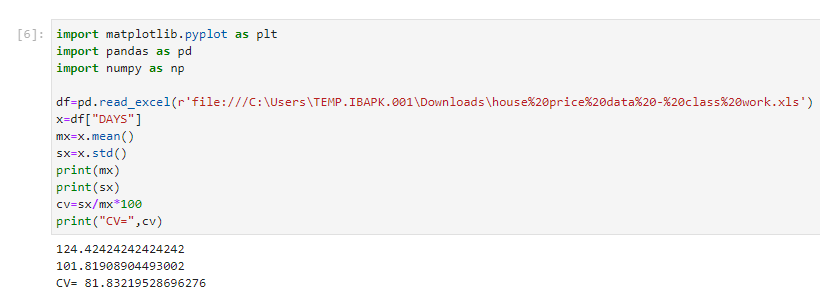 [6]: import matplotlib.pyplot as plt
import pandas as pd
import numpy as np
df=pd.read_excel(r'file:///C:\Users\TEMP.IBAPK.001\Downloads\house%20price%20data%20-%20class%20work.xls')
x=df["DAYS"]
mx=x.mean()
sx=x.std()
print(mx)
print(sx)
cv=sx/mx*100
print("CV=",cv)
124.42424242424242
101.81908904493002
CV= 81.83219528696276